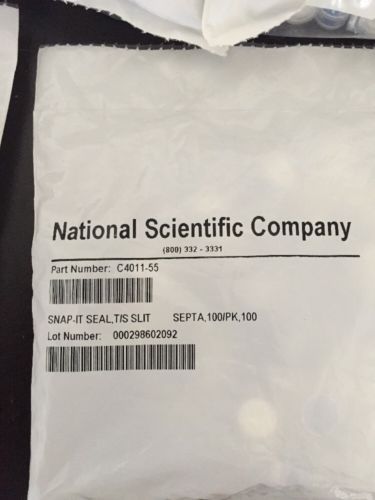 National Scientific Company
(800) 332 - 3331
Part Number: C4011-55
SNAP-IT SEAL,T/S SLIT SEPTA,100/PK,100
Lot Number: 000298602092